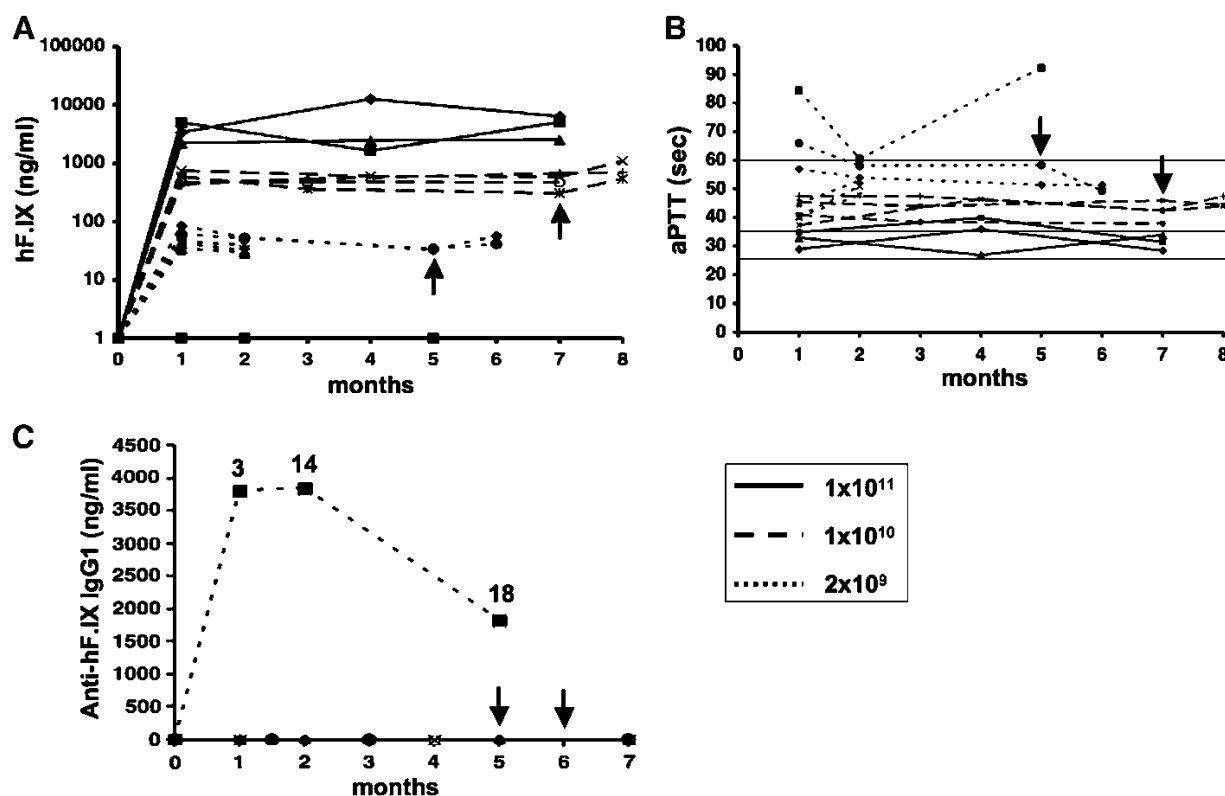 A
hF.IX (ng/ml)
100000
10000
1000
100
10
1
0 1 2 3 4 5 6 7 8
months
B
aPTT (sec)
100
90
80
70
60
50
40
30
20
10
0
0 1 2 3 4 5 6 7 8
months
C
Anti-hF.IX IgG1 (ng/ml)
4500
4000
3500
3000
2500
2000
1500
1000
500
0
3 14
18
0 1 2 3 4 5 6 7
months
1x10¹¹
1x10¹⁰
2x10⁹